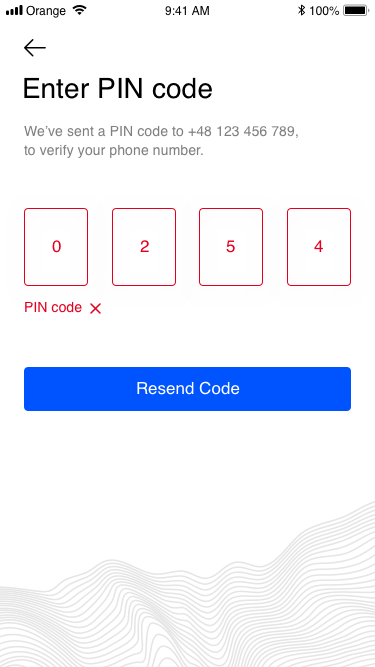 Orange 9:41 AM 100%
Enter PIN code
We've sent a PIN code to +48 123 456 789,
to verify your phone number.
0 2 5 4
PIN code
Resend Code